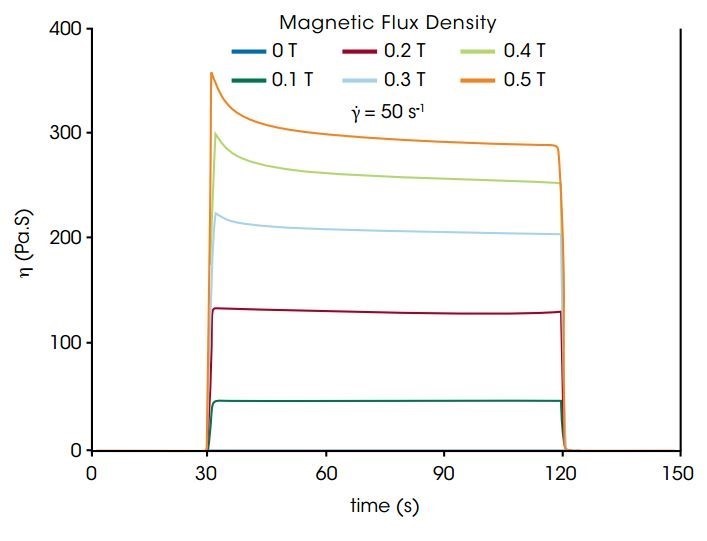 Magnetic Flux Density
0 T 0.2 T 0.4 T
0.1 T 0.3 T 0.5 T
γ̇ = 50 s⁻¹
400
300
200
100
0
η (Pa.S)
0 30 60 90 120 150
time (s)